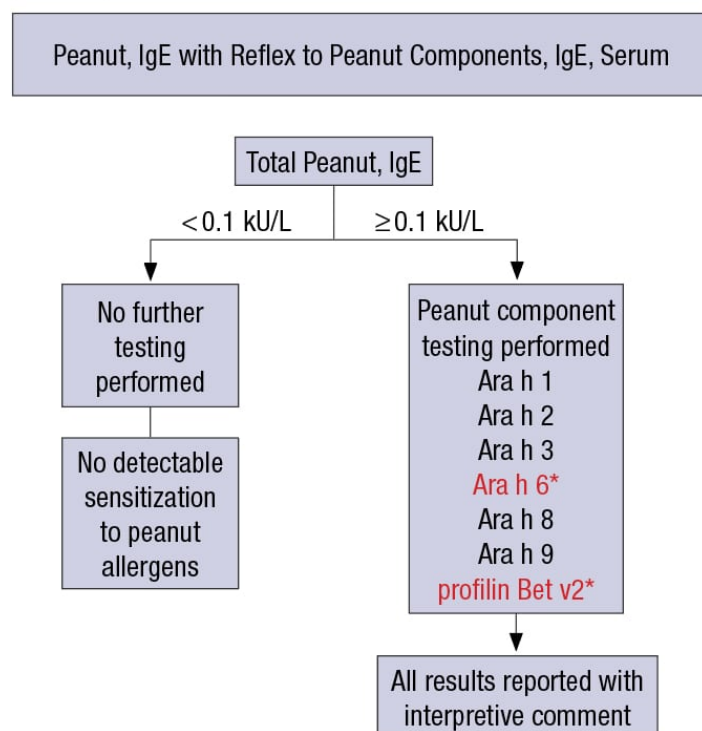 Peanut, IgE with Reflex to Peanut Components, IgE, Serum
Total Peanut, IgE
<0.1 kU/L
≥0.1 kU/L
No further
testing
performed
No detectable
sensitization
to peanut
allergens
Peanut component
testing performed
Ara h 1
Ara h 2
Ara h 3
Ara h 6*
Ara h 8
Ara h 9
profilin Bet v2*
All results reported with
interpretive comment